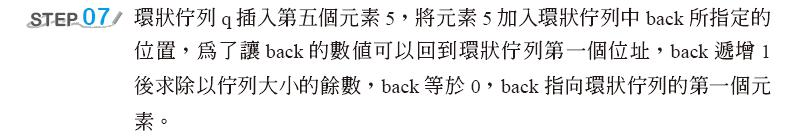 STEP 07 環狀佇列 q 插入第五個元素 5，將元素 5 加入環狀佇列中 back 所指定的
位置，為了讓 back 的數值可以回到環狀佇列第一個位址，back 遞增 1
後求除以佇列大小的餘數，back 等於 0，back 指向環狀佇列的第一個元
素。